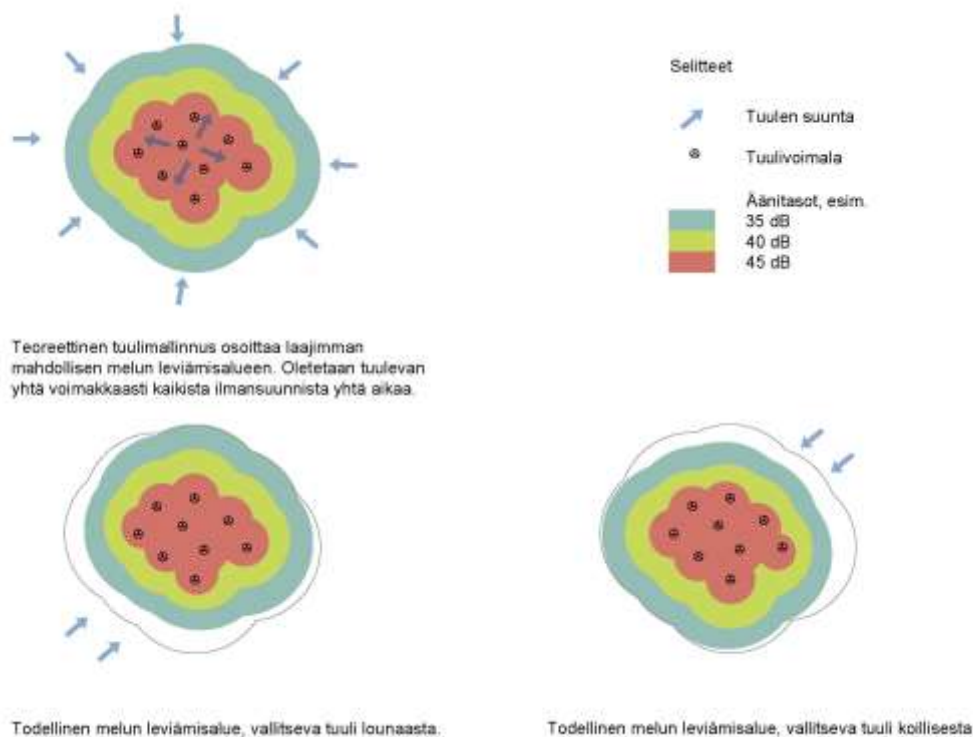 Selitteet
Tuulen suunta
Tuulivoimala
Äänitasot, esim.
35 dB
40 dB
45 dB
Teoreettinen tuulimallinnus osoittaa laajimman
mahdollisen melun leviämisalueen. Oletetaan tuulevan
yhtä voimakkaasti kaikista ilmansuunnista yhtä aikaa.
Todellinen melun leviämisalue, vallitseva tuuli lounaasta.
Todellinen melun leviämisalue, vallitseva tuuli koillisesta